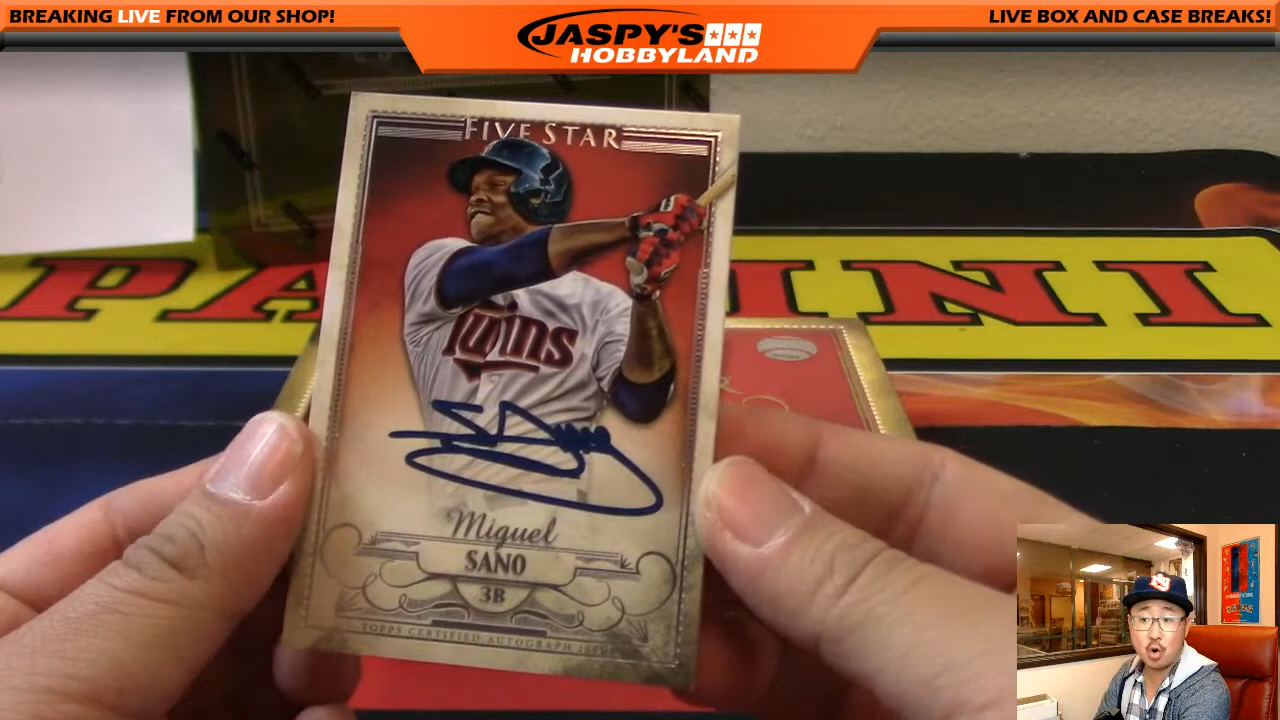 BREAKING LIVE FROM OUR SHOP!
JASPY'S
HOBBYLAND
LIVE BOX AND CASE BREAKS!
FIVE STAR
PANINI
Twins
Miguel
SANO
3B
TOPPS CERTIFIED AUTOGRAPH